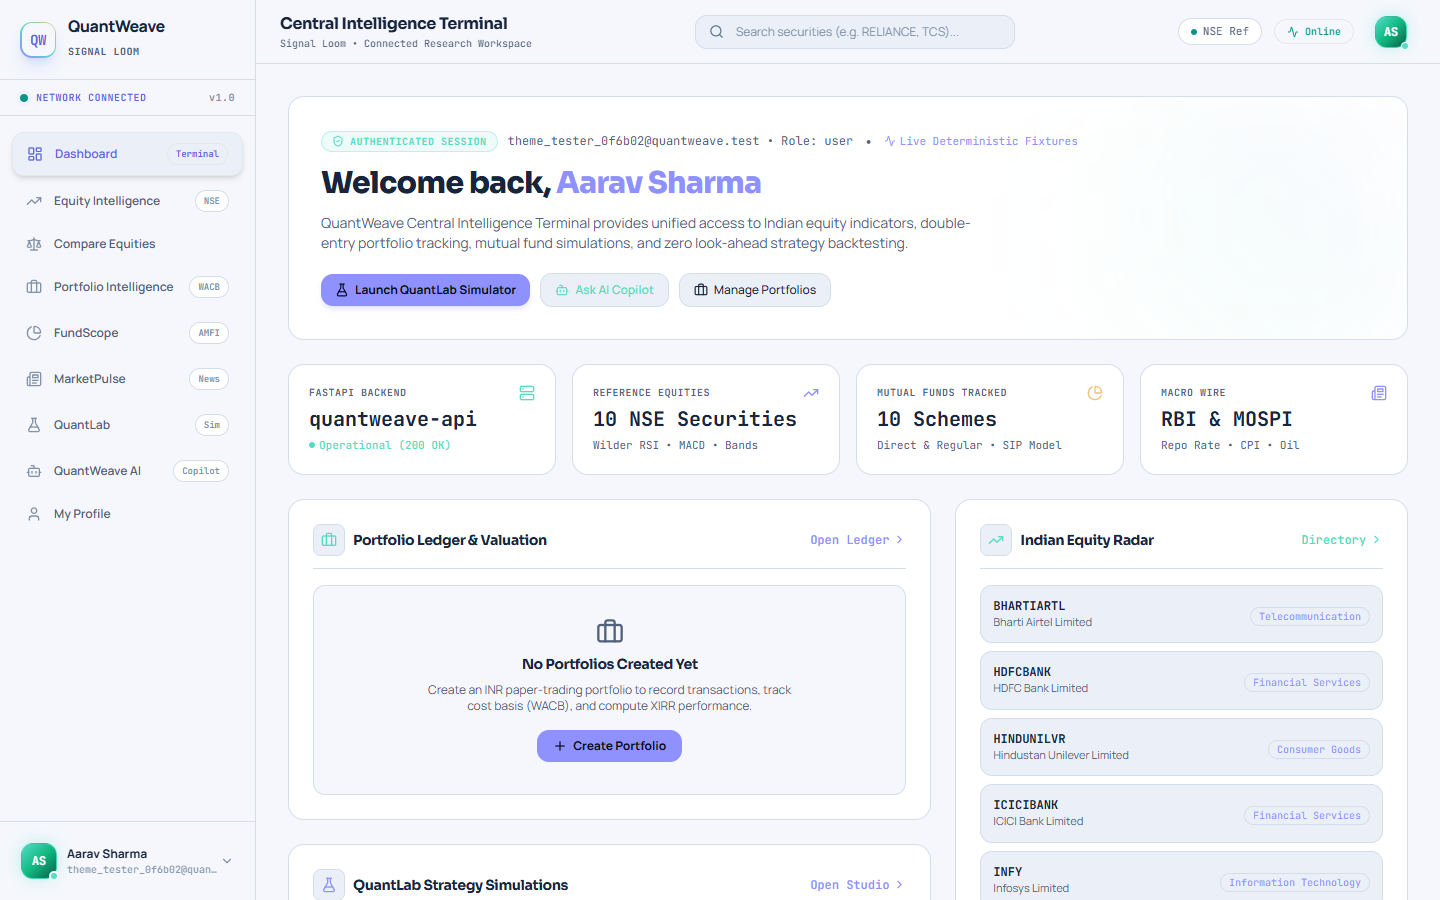 QW
QuantWeave
SIGNAL LOOM
NETWORK CONNECTED
v1.0
Dashboard
Terminal
Equity Intelligence
NSE
Compare Equities
Portfolio Intelligence
WACB
FundScope
AMFI
MarketPulse
News
QuantLab
Sim
QuantWeave AI
Copilot
My Profile
AS
Aarav Sharma
theme_tester_0f6b02@quan…
Central Intelligence Terminal
Signal Loom • Connected Research Workspace
Search securities (e.g. RELIANCE, TCS)...
NSE Ref
Online
AS
AUTHENTICATED SESSION
theme_tester_0f6b02@quantweave.test • Role: user •
Live Deterministic Fixtures
Welcome back, Aarav Sharma
QuantWeave Central Intelligence Terminal provides unified access to Indian equity indicators, double-
entry portfolio tracking, mutual fund simulations, and zero look-ahead strategy backtesting.
Launch QuantLab Simulator
Ask AI Copilot
Manage Portfolios
FASTAPI BACKEND
quantweave-api
Operational (200 OK)
REFERENCE EQUITIES
10 NSE Securities
Wilder RSI • MACD • Bands
MUTUAL FUNDS TRACKED
10 Schemes
Direct & Regular • SIP Model
MACRO WIRE
RBI & MOSPI
Repo Rate • CPI • Oil
Portfolio Ledger & Valuation
Open Ledger
No Portfolios Created Yet
Create an INR paper-trading portfolio to record transactions, track
cost basis (WACB), and compute XIRR performance.
Create Portfolio
QuantLab Strategy Simulations
Open Studio
Indian Equity Radar
Directory
BHARTIARTL
Bharti Airtel Limited
Telecommunication
HDFCBANK
HDFC Bank Limited
Financial Services
HINDUNILVR
Hindustan Unilever Limited
Consumer Goods
ICICIBANK
ICICI Bank Limited
Financial Services
INFY
Infosys Limited
Information Technology